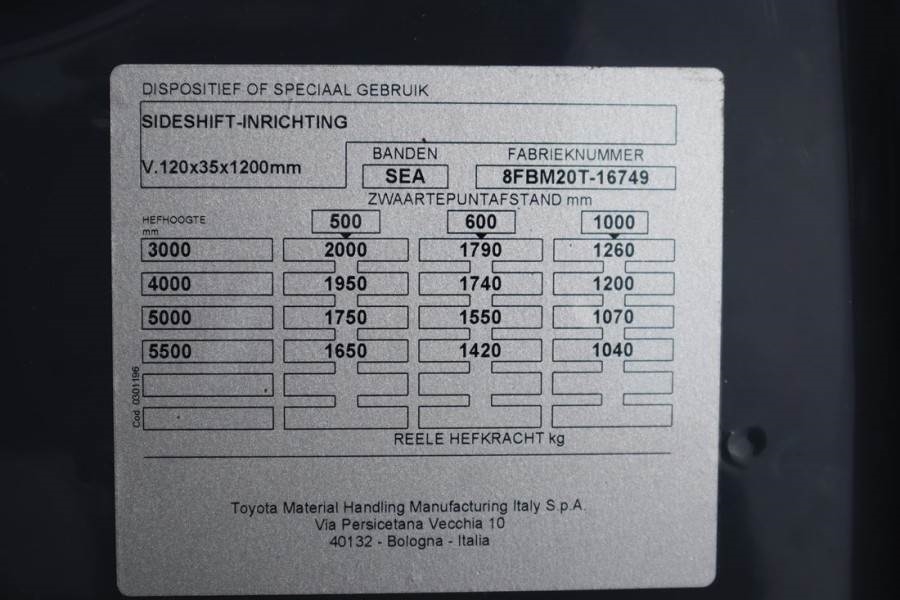 DISPOSITIEF OF SPECIAAL GEBRUIK
SIDESHIFT-INRICHTING
V.120x35x1200mm
BANDEN
SEA
FABRIEKNUMMER
8FBM20T-16749
ZWAARTEPUNTAFSTAND mm
HEFHOOGTE
mm
500 600 1000
3000 2000 1790 1260
4000 1950 1740 1200
5000 1750 1550 1070
5500 1650 1420 1040
Cod 0301196
REELE HEFKRACHT kg
Toyota Material Handling Manufacturing Italy S.p.A.
Via Persicetana Vecchia 10
40132 - Bologna - Italia